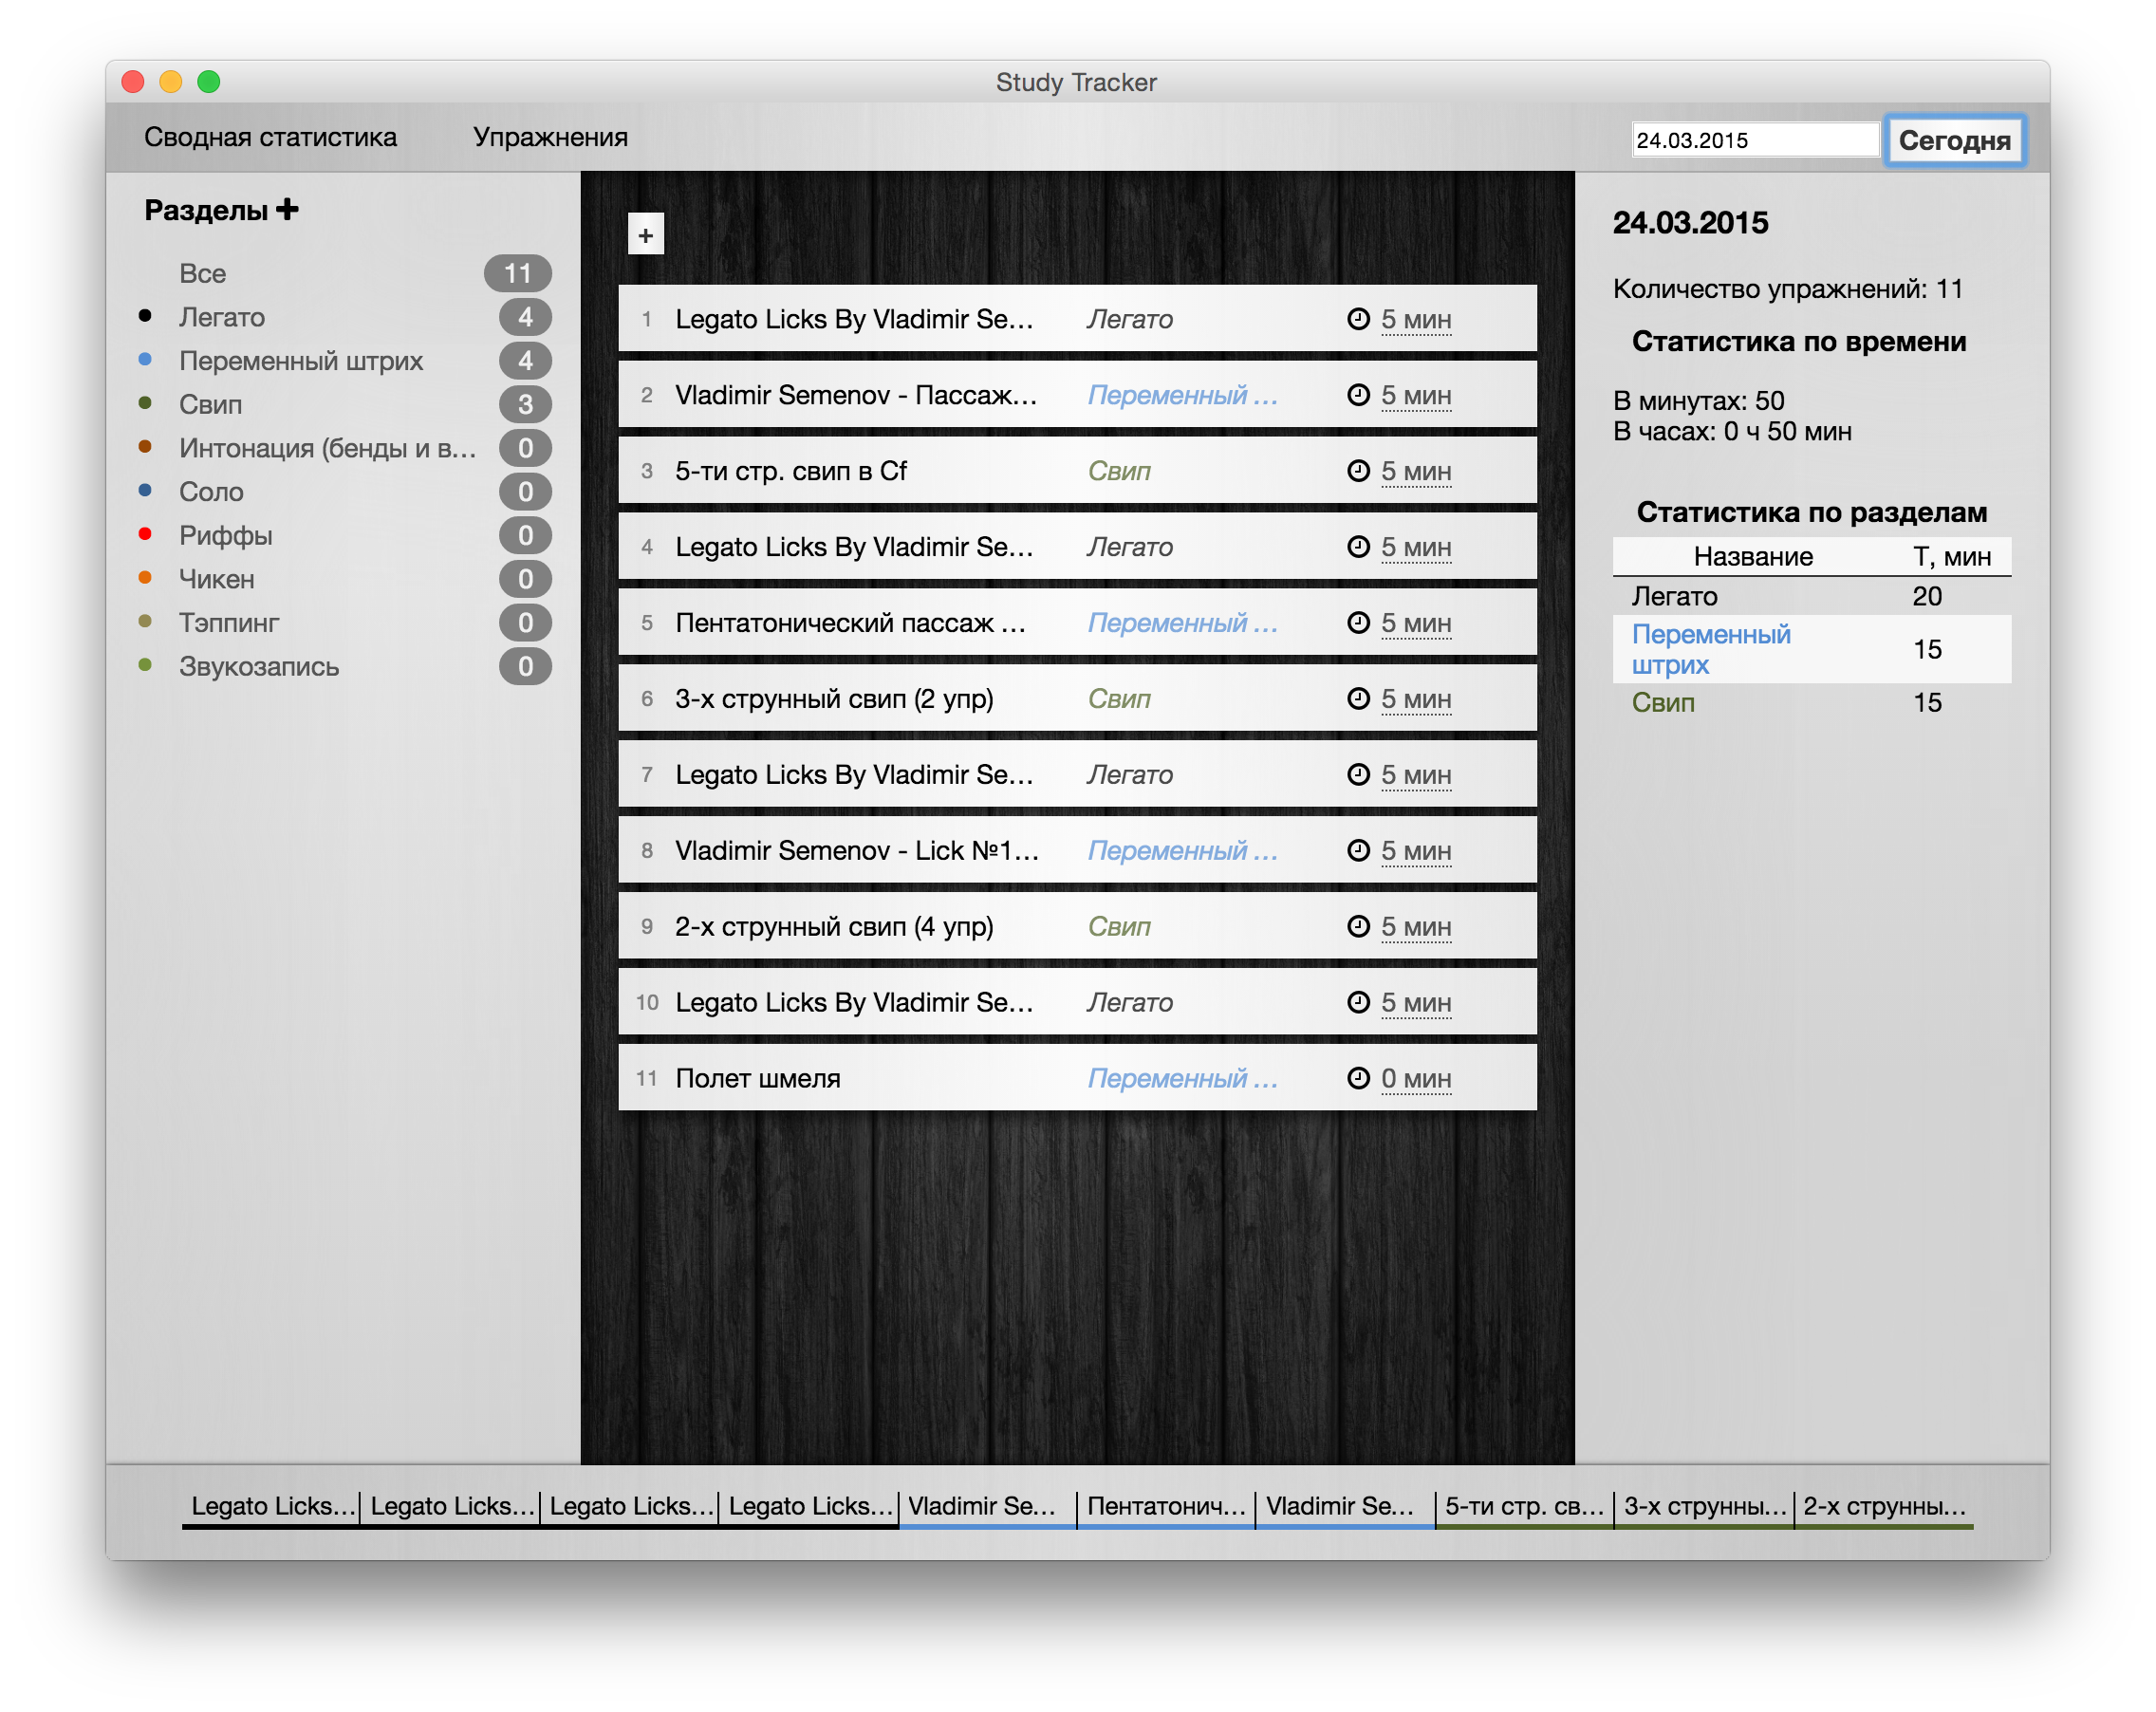 Study Tracker
Сводная статистика Упражнения 24.03.2015 Сегодня
Разделы
Все 11
Легато 4
Переменный штрих 4
Свип 3
Интонация (бенды и в... 0
Соло 0
Риффы 0
Чикен 0
Тэппинг 0
Звукозапись 0
+
1 Legato Licks By Vladimir Se... Легато 5 мин
2 Vladimir Semenov - Пассаж... Переменный ... 5 мин
3 5-ти стр. свип в Cf Свип 5 мин
4 Legato Licks By Vladimir Se... Легато 5 мин
5 Пентатонический пассаж ... Переменный ... 5 мин
6 3-х струнный свип (2 упр) Свип 5 мин
7 Legato Licks By Vladimir Se... Легато 5 мин
8 Vladimir Semenov - Lick №1... Переменный ... 5 мин
9 2-х струнный свип (4 упр) Свип 5 мин
10 Legato Licks By Vladimir Se... Легато 5 мин
11 Полет шмеля Переменный ... 0 мин
24.03.2015
Количество упражнений: 11
Статистика по времени
В минутах: 50
В часах: 0 ч 50 мин
Статистика по разделам
Название Т, мин
Легато 20
Переменный
штрих 15
Свип 15
Legato Licks... Legato Licks... Legato Licks... Legato Licks... Vladimir Se... Пентатонич... Vladimir Se... 5-ти стр. св... 3-х струнны... 2-х струнны...